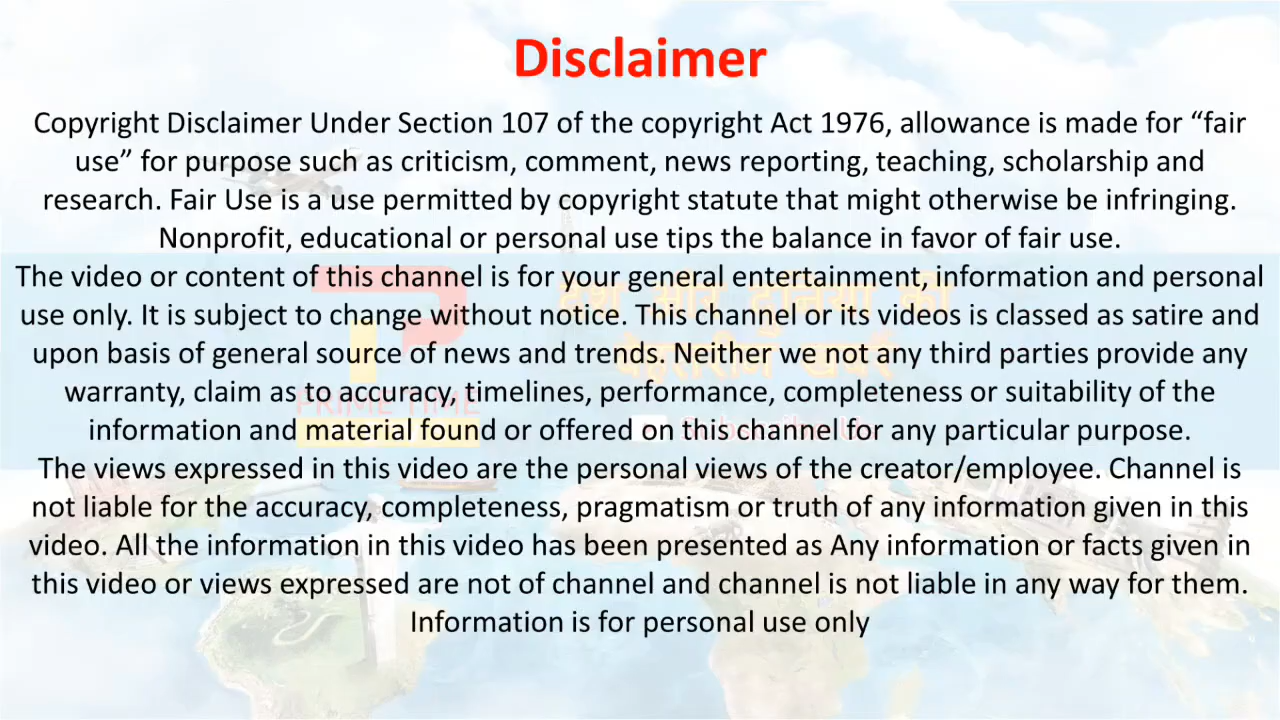 Disclaimer
Copyright Disclaimer Under Section 107 of the copyright Act 1976, allowance is made for “fair
use” for purpose such as criticism, comment, news reporting, teaching, scholarship and
research. Fair Use is a use permitted by copyright statute that might otherwise be infringing.
Nonprofit, educational or personal use tips the balance in favor of fair use.
The video or content of this channel is for your general entertainment, information and personal
use only. It is subject to change without notice. This channel or its videos is classed as satire and
upon basis of general source of news and trends. Neither we not any third parties provide any
warranty, claim as to accuracy, timelines, performance, completeness or suitability of the
information and material found or offered on this channel for any particular purpose.
The views expressed in this video are the personal views of the creator/employee. Channel is
not liable for the accuracy, completeness, pragmatism or truth of any information given in this
video. All the information in this video has been presented as Any information or facts given in
this video or views expressed are not of channel and channel is not liable in any way for them.
Information is for personal use only
देश और दुनिया की
PRIME TIME